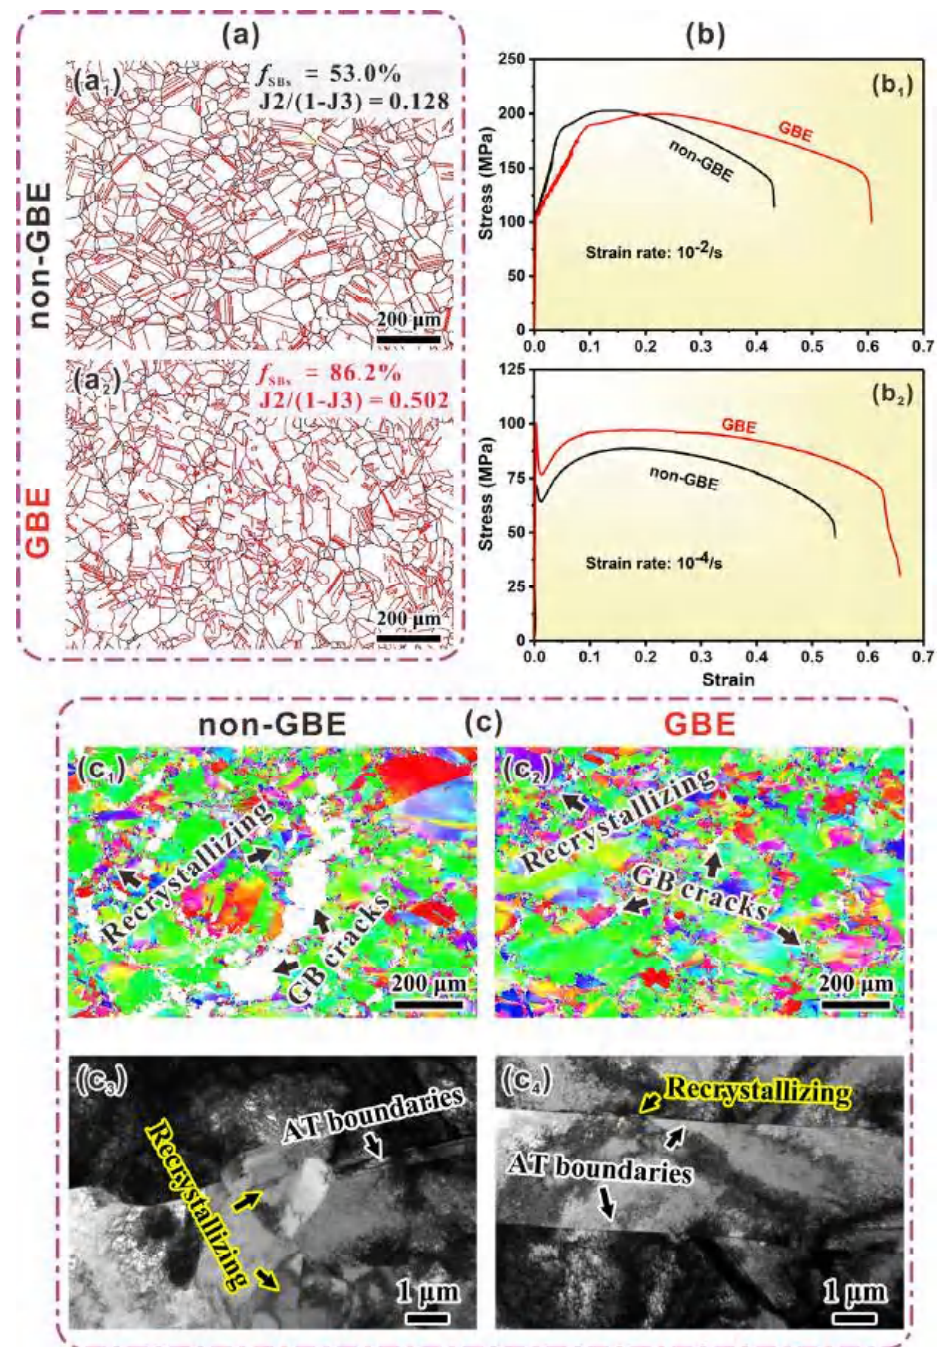 (a)
(b)
non-GBE
(a₁)
f_SBs = 53.0%
J2/(1-J3) = 0.128
200 μm
GBE
(a₂)
f_SBs = 86.2%
J2/(1-J3) = 0.502
200 μm
250
200
150
100
50
0
Stress (MPa)
(b₁)
GBE
non-GBE
Strain rate: 10⁻²/s
0.0 0.1 0.2 0.3 0.4 0.5 0.6 0.7
125
100
75
50
25
0
Stress (MPa)
(b₂)
GBE
non-GBE
Strain rate: 10⁻⁴/s
0.0 0.1 0.2 0.3 0.4 0.5 0.6 0.7
Strain
non-GBE
(c)
GBE
(c₁)
Recrystallizing
GB cracks
200 μm
(c₂)
Recrystallizing
GB cracks
200 μm
(c₃)
AT boundaries
Recrystallizing
1 μm
(c₄)
Recrystallizing
AT boundaries
1 μm